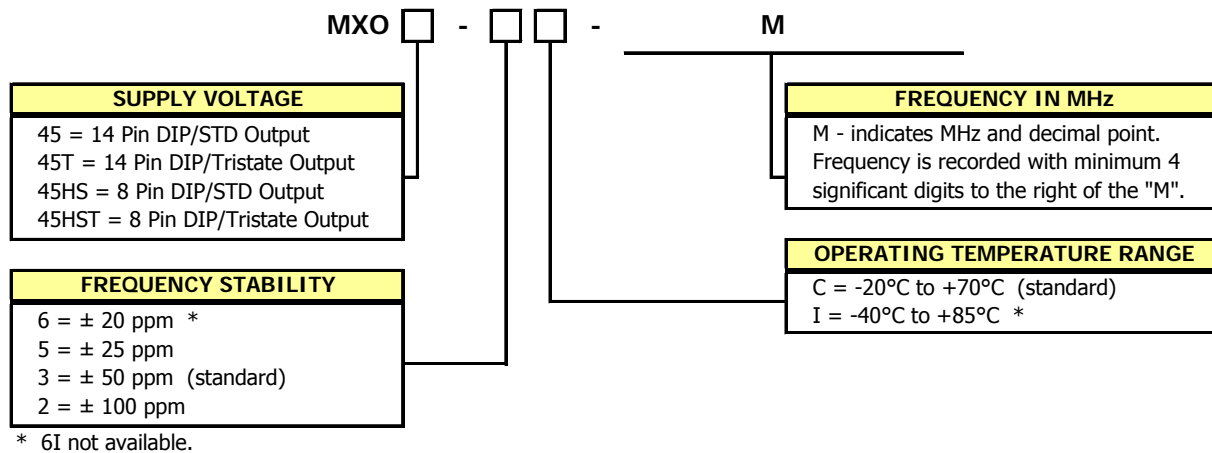 MXO - - M
SUPPLY VOLTAGE
45 = 14 Pin DIP/STD Output
45T = 14 Pin DIP/Tristate Output
45HS = 8 Pin DIP/STD Output
45HST = 8 Pin DIP/Tristate Output
FREQUENCY IN MHz
M - indicates MHz and decimal point.
Frequency is recorded with minimum 4
significant digits to the right of the "M".
FREQUENCY STABILITY
6 = ± 20 ppm *
5 = ± 25 ppm
3 = ± 50 ppm (standard)
2 = ± 100 ppm
* 6I not available.
OPERATING TEMPERATURE RANGE
C = -20°C to +70°C (standard)
I = -40°C to +85°C *